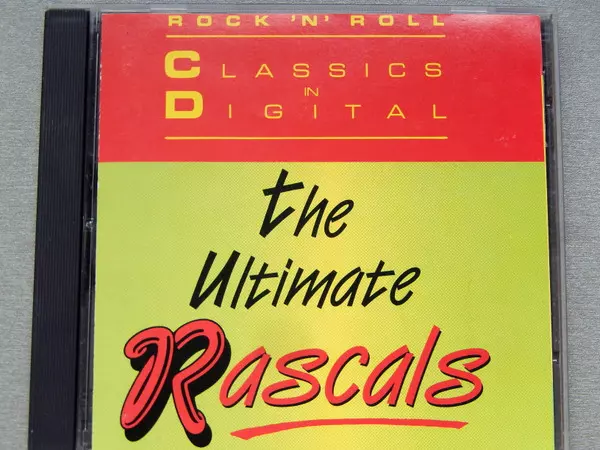 ROCK 'N' ROLL
CLASSICS
IN
DIGITAL
the
Ultimate
Rascals